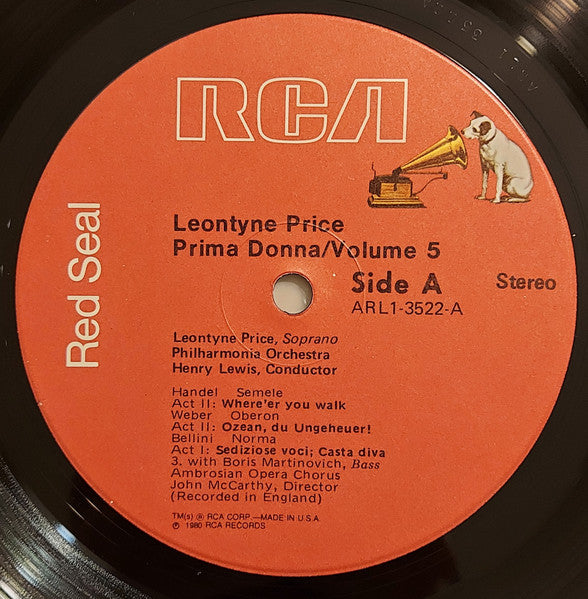 RCA
Red Seal
Leontyne Price
Prima Donna/Volume 5
Side A
Stereo
ARL1-3522-A
Leontyne Price, Soprano
Philharmonia Orchestra
Henry Lewis, Conductor
Handel Semele
Act II: Where'er you walk
Weber Oberon
Act II: Ozean, du Ungeheuer!
Bellini Norma
Act I: Sediziose voci; Casta diva
3. with Boris Martinovich, Bass
Ambrosian Opera Chorus
John McCarthy, Director
(Recorded in England)
TM(s) ® RCA CORP.—MADE IN U.S.A.
℗ 1980 RCA RECORDS